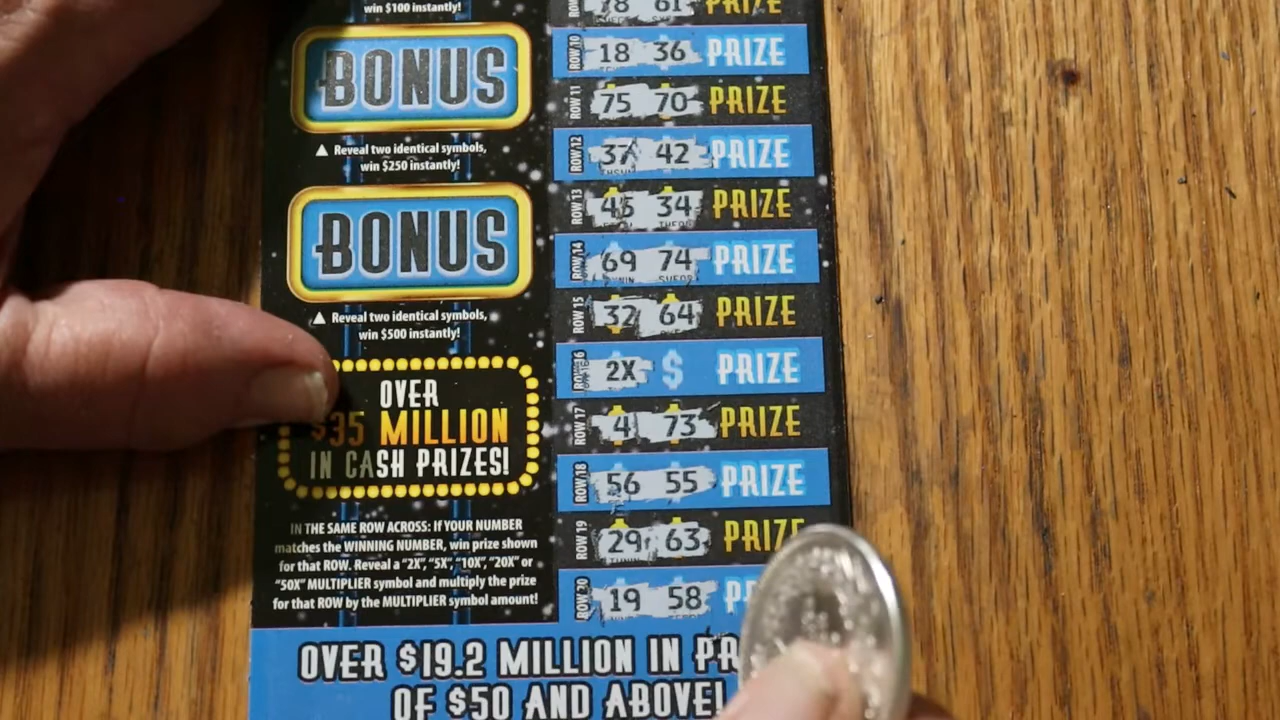 win $100 instantly!
BONUS
▲ Reveal two identical symbols,
win $250 instantly!
BONUS
▲ Reveal two identical symbols,
win $500 instantly!
OVER
$35 MILLION
IN CASH PRIZES!
IN THE SAME ROW ACROSS: If YOUR NUMBER
matches the WINNING NUMBER, win prize shown
for that ROW. Reveal a "2X", "5X", "10X", "20X" or
"50X" MULTIPLIER symbol and multiply the prize
for that ROW by the MULTIPLIER symbol amount!
78 61 PRIZE
ROW 10 18 36 PRIZE
ROW 11 75 70 PRIZE
ROW 12 37 42 PRIZE
ROW 13 45 34 PRIZE
ROW 14 69 74 PRIZE
ROW 15 32 64 PRIZE
ROW 16 2X $ PRIZE
ROW 17 4 73 PRIZE
ROW 18 56 55 PRIZE
ROW 19 29 63 PRIZE
ROW 20 19 58
OVER $19.2 MILLION IN
OF $50 AND ABOVE!